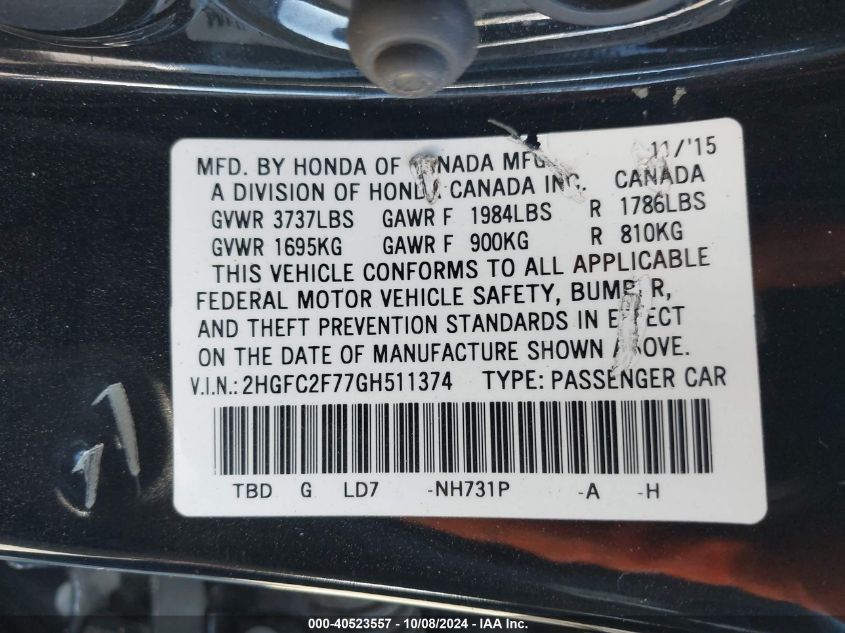 MFD. BY HONDA OF CANADA MFG. 11/'15
A DIVISION OF HONDA CANADA INC. CANADA
GVWR 3737LBS GAWR F 1984LBS R 1786LBS
GVWR 1695KG GAWR F 900KG R 810KG
THIS VEHICLE CONFORMS TO ALL APPLICABLE
FEDERAL MOTOR VEHICLE SAFETY, BUMPER,
AND THEFT PREVENTION STANDARDS IN EFFECT
ON THE DATE OF MANUFACTURE SHOWN ABOVE.
V.I.N.: 2HGFC2F77GH511374 TYPE: PASSENGER CAR
TBD G LD7 -NH731P -A -H
000-40523557 - 10/08/2024 - IAA Inc.